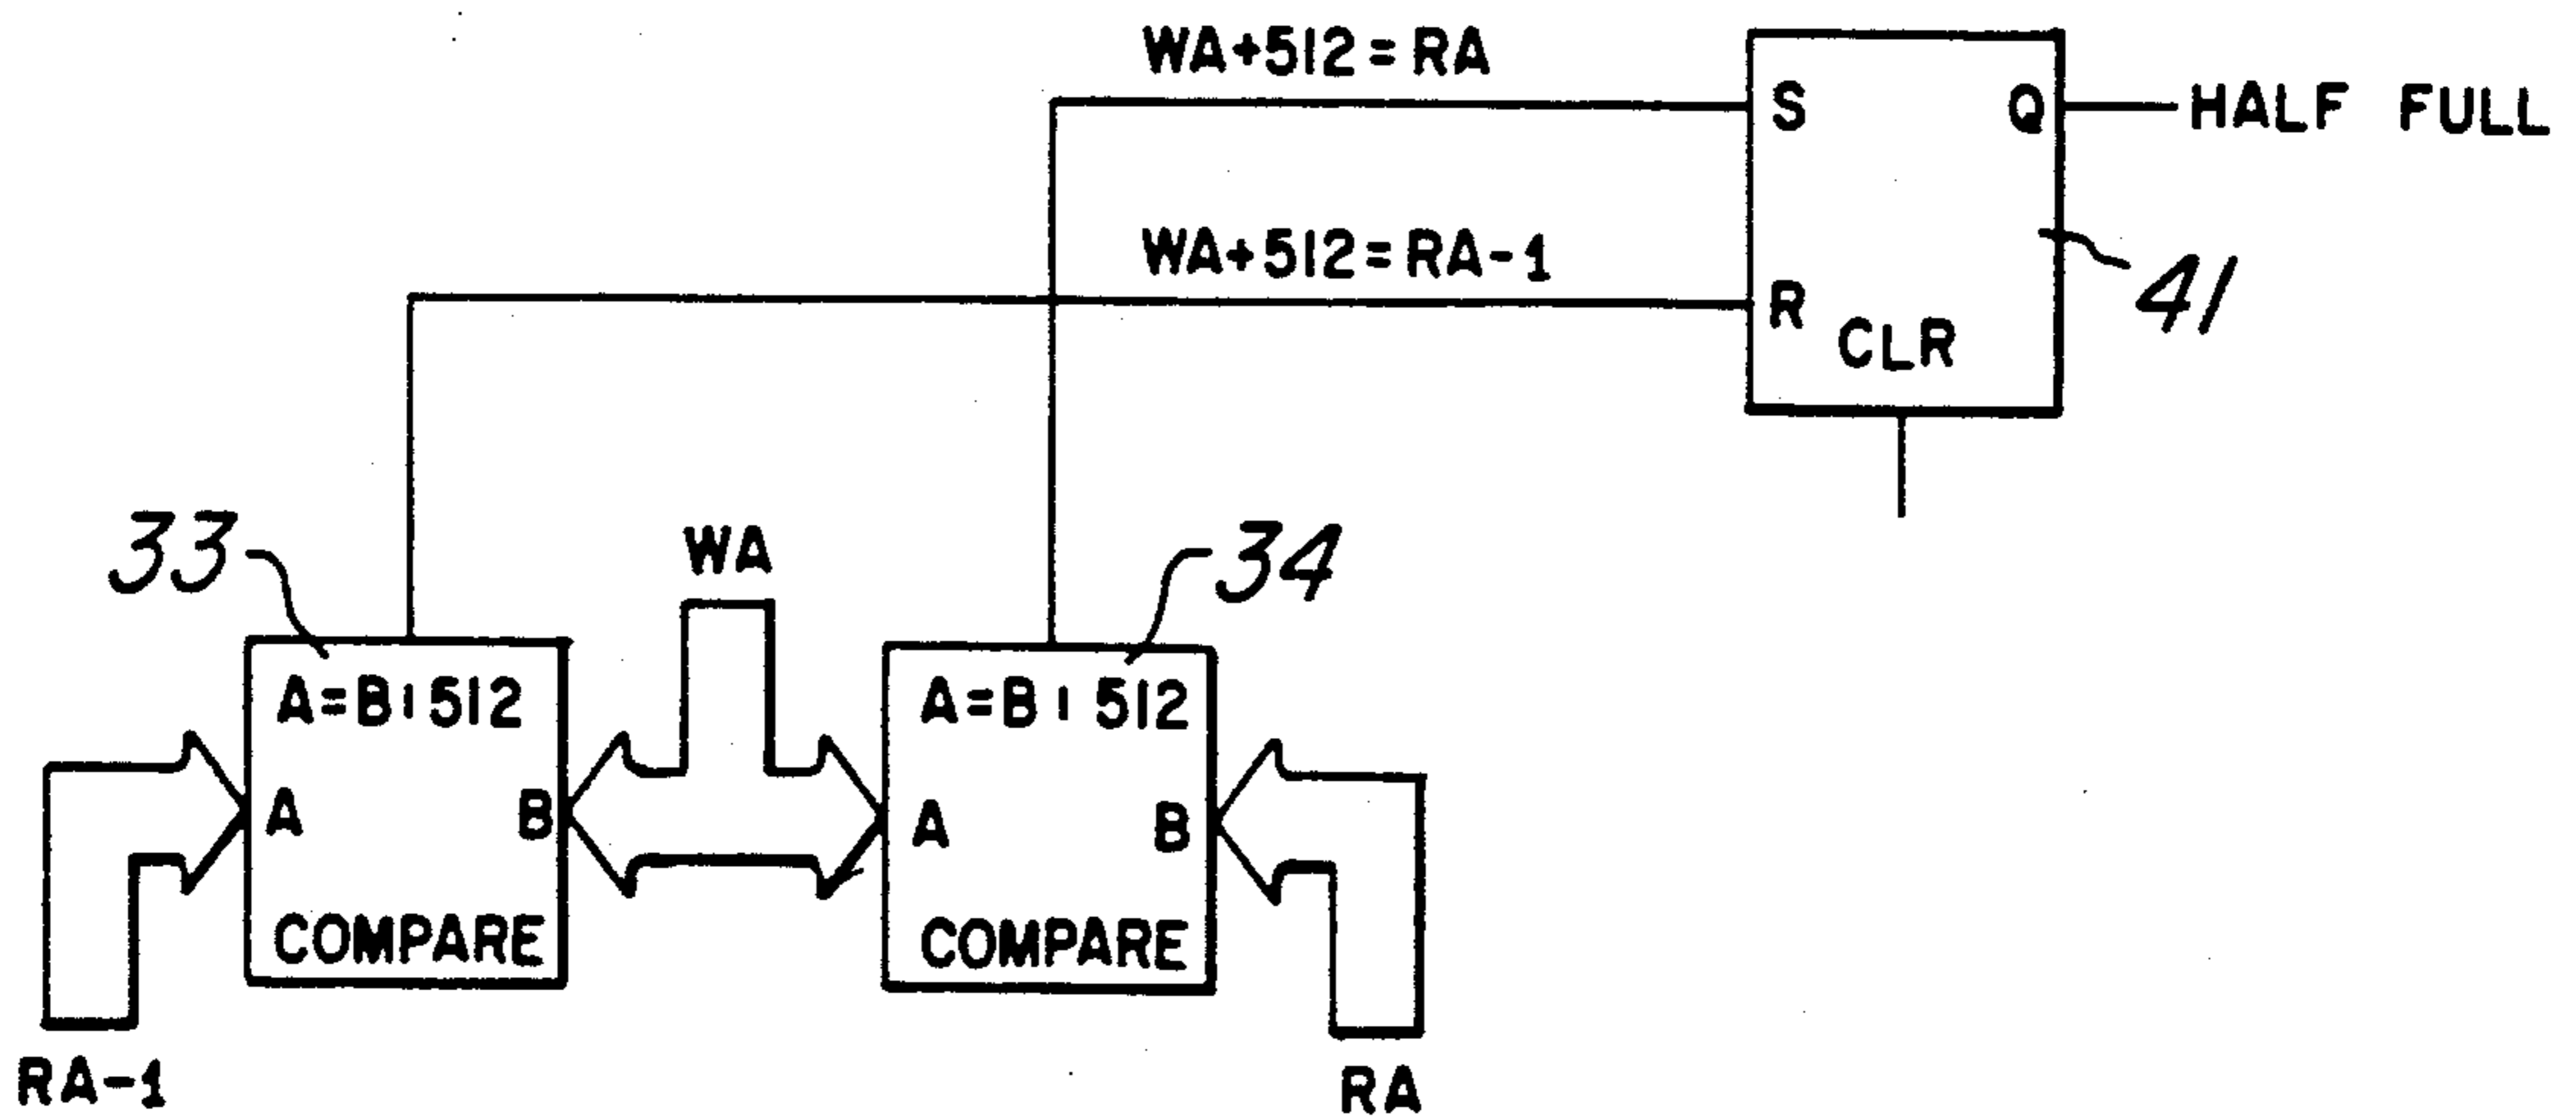 WA+512=RA
S
Q
HALF FULL
WA+512=RA-1
R
CLR
41
33
WA
34
A=B+512
A=B+512
A
B
A
B
COMPARE
COMPARE
RA-1
RA